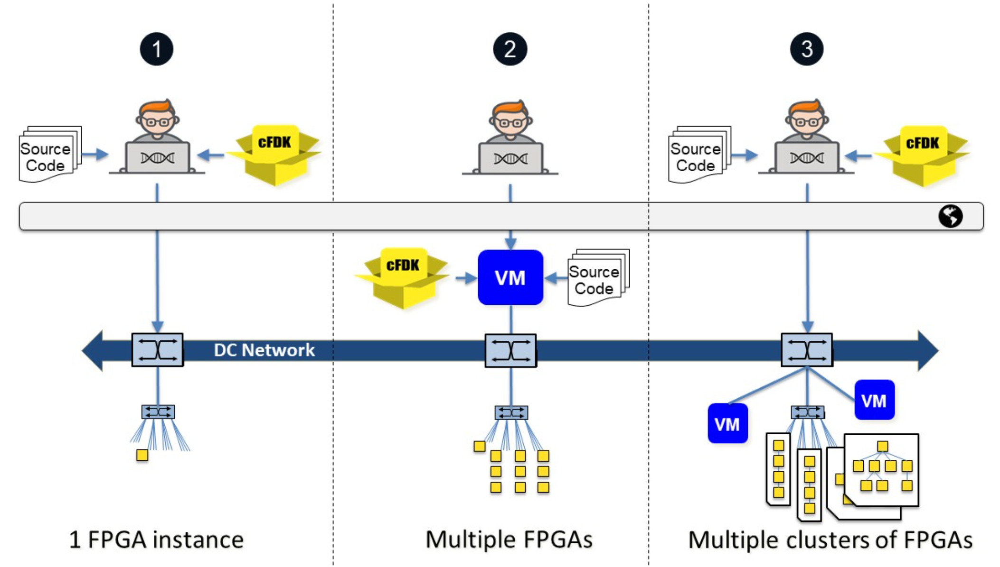 1
2
3
Source
Code
cFDK
Source
Code
cFDK
cFDK
VM
Source
Code
DC Network
VM
VM
1 FPGA instance
Multiple FPGAs
Multiple clusters of FPGAs